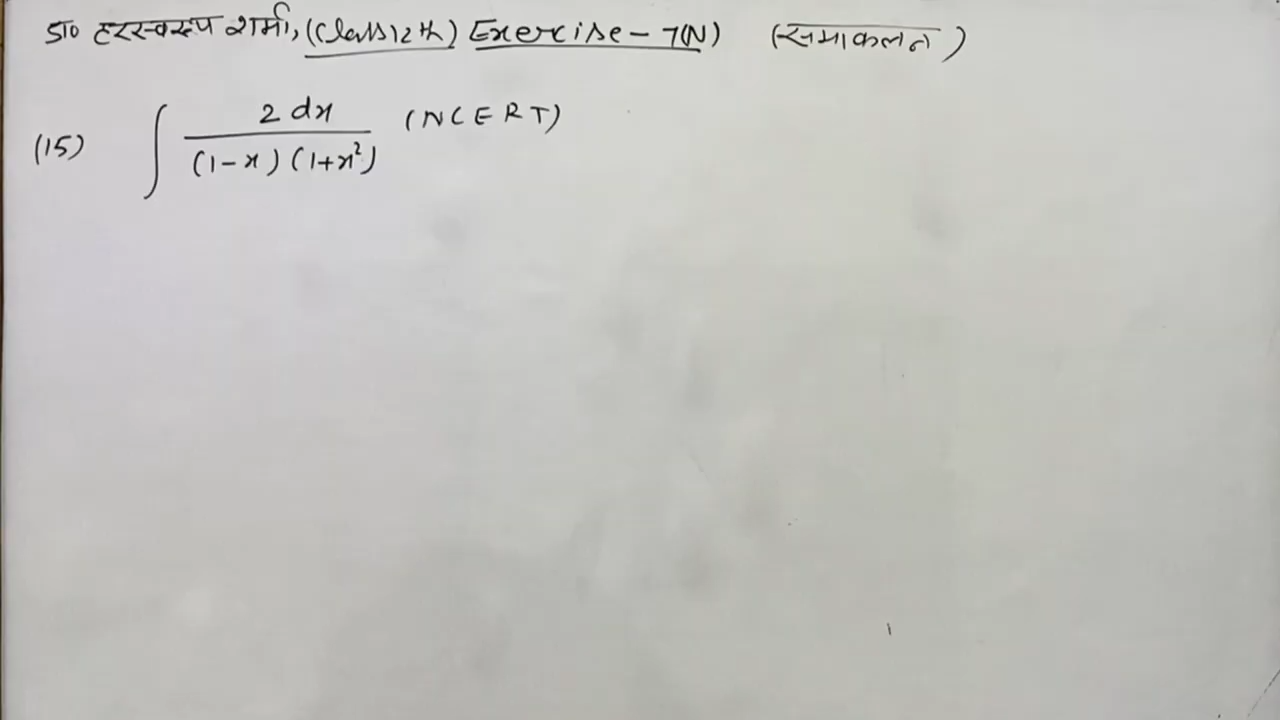 डा० हरस्वरूप शर्मा, (Class 12th) Exercise - 7(N) (समाकलन)
(15) ∫ 2 dx / (1-x)(1+x²) (NCERT)